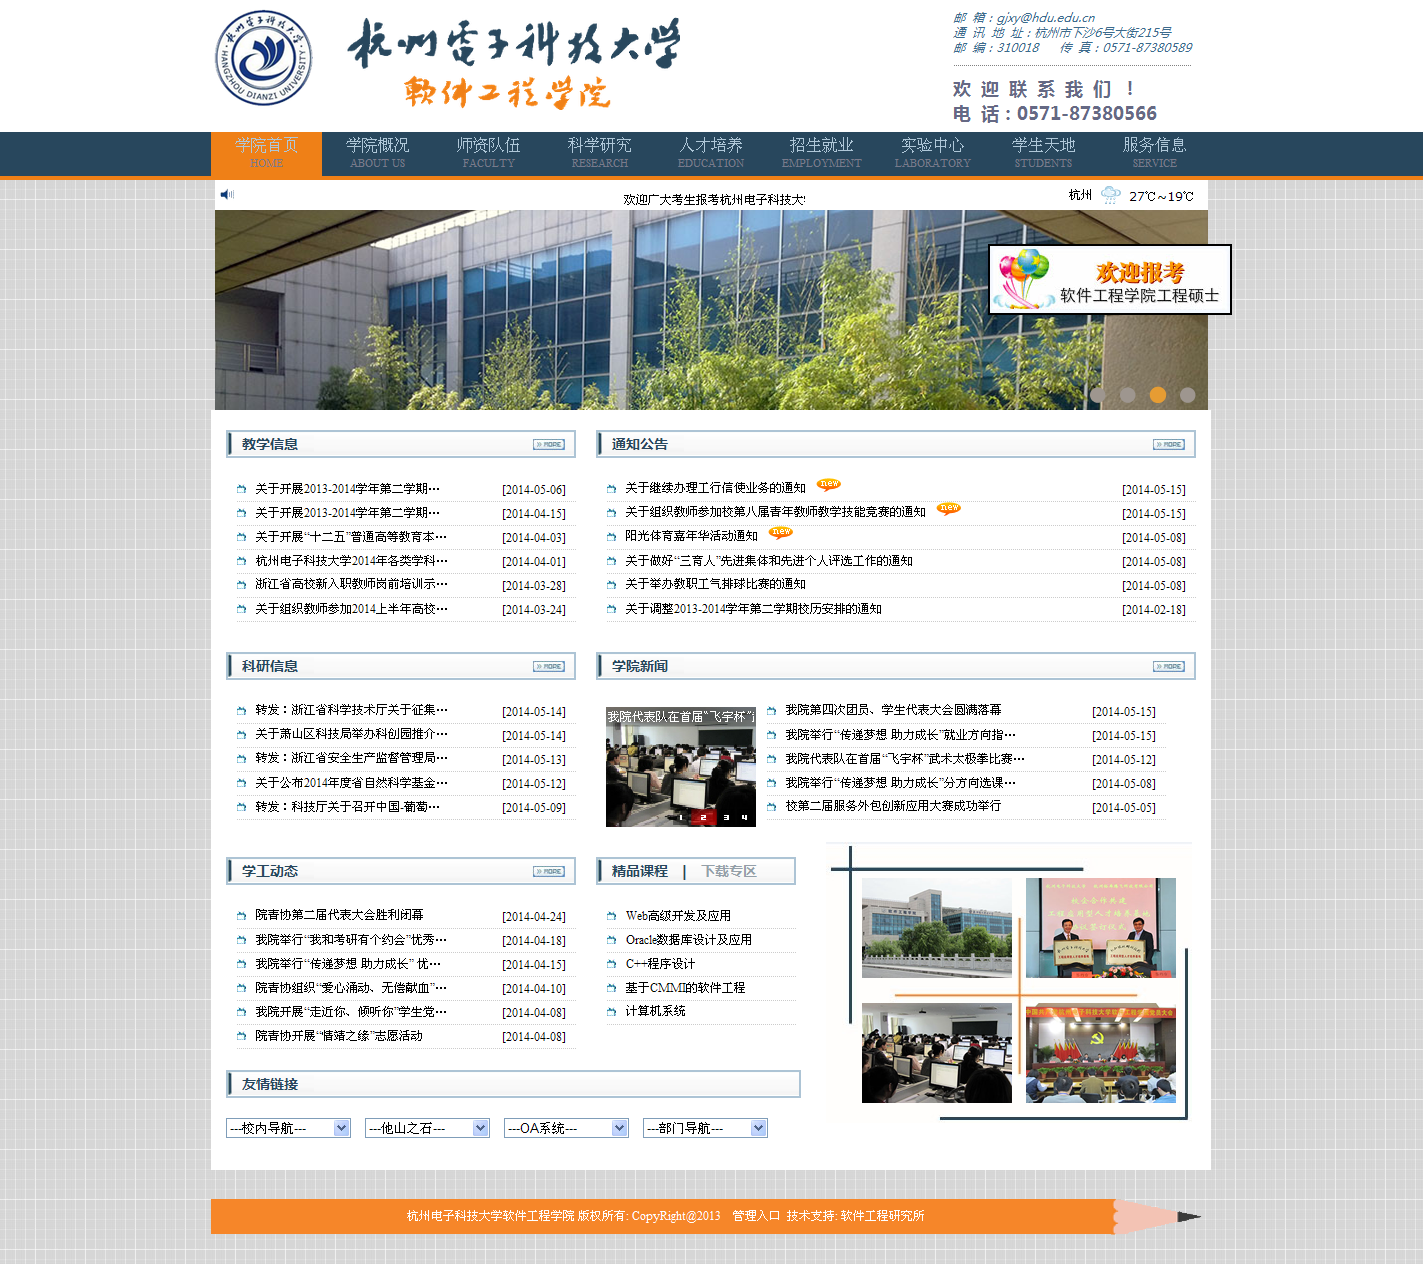 杭州电子科技大学
HANGZHOU DIANZI UNIVERSITY
杭州电子科技大学
软件工程学院
邮 箱：gjxy@hdu.edu.cn
通 讯 地 址：杭州市下沙6号大街215号
邮 编：310018 传 真：0571-87380589
欢 迎 联 系 我 们 ！
电 话：0571-87380566
学院首页 学院概况 师资队伍 科学研究 人才培养 招生就业 实验中心 学生天地 服务信息
HOME ABOUT US FACULTY RESEARCH EDUCATION EMPLOYMENT LABORATORY STUDENTS SERVICE
欢迎广大考生报考杭州电子科技大 杭州 27℃~19℃
欢迎报考
软件工程学院工程硕士
教学信息 MORE
关于开展2013-2014学年第二学期… [2014-05-06]
关于开展2013-2014学年第二学期… [2014-04-15]
关于开展“十二五”普通高等教育本… [2014-04-03]
杭州电子科技大学2014年各类学科… [2014-04-01]
浙江省高校新入职教师岗前培训示… [2014-03-28]
关于组织教师参加2014上半年高校… [2014-03-24]
通知公告 MORE
关于继续办理工行信使业务的通知 new [2014-05-15]
关于组织教师参加校第八届青年教师教学技能竞赛的通知 new [2014-05-15]
阳光体育嘉年华活动通知 new [2014-05-08]
关于做好“三育人”先进集体和先进个人评选工作的通知 [2014-05-08]
关于举办教职工气排球比赛的通知 [2014-05-08]
关于调整2013-2014学年第二学期校历安排的通知 [2014-02-18]
科研信息 MORE
转发：浙江省科学技术厅关于征集… [2014-05-14]
关于萧山区科技局举办科创园推介… [2014-05-14]
转发：浙江省安全生产监督管理局… [2014-05-13]
关于公布2014年度省自然科学基金… [2014-05-12]
转发：科技厅关于召开中国-葡萄… [2014-05-09]
学院新闻 MORE
我院代表队在首届“飞宇杯”
1 2 3 4
我院第四次团员、学生代表大会圆满落幕 [2014-05-15]
我院举行“传递梦想 助力成长”就业方向指… [2014-05-15]
我院代表队在首届“飞宇杯”武术太极拳比赛… [2014-05-12]
我院举行“传递梦想 助力成长”分方向选课… [2014-05-08]
校第二届服务外包创新应用大赛成功举行 [2014-05-05]
学工动态 MORE
院青协第二届代表大会胜利闭幕 [2014-04-24]
我院举行“我和考研有个约会”优秀… [2014-04-18]
我院举行“传递梦想 助力成长” 优… [2014-04-15]
院青协组织“爱心涌动、无偿献血”… [2014-04-10]
我院开展“走近你、倾听你”学生党… [2014-04-08]
院青协开展“情靖之缘”志愿活动 [2014-04-08]
精品课程 | 下载专区
Web高级开发及应用
Oracle数据库设计及应用
C++程序设计
基于CMMI的软件工程
计算机系统
友情链接
---校内导航--- ---他山之石--- ---OA系统--- ---部门导航---
杭州电子科技大学软件工程学院 版权所有: CopyRight@2013 管理入口 技术支持: 软件工程研究所